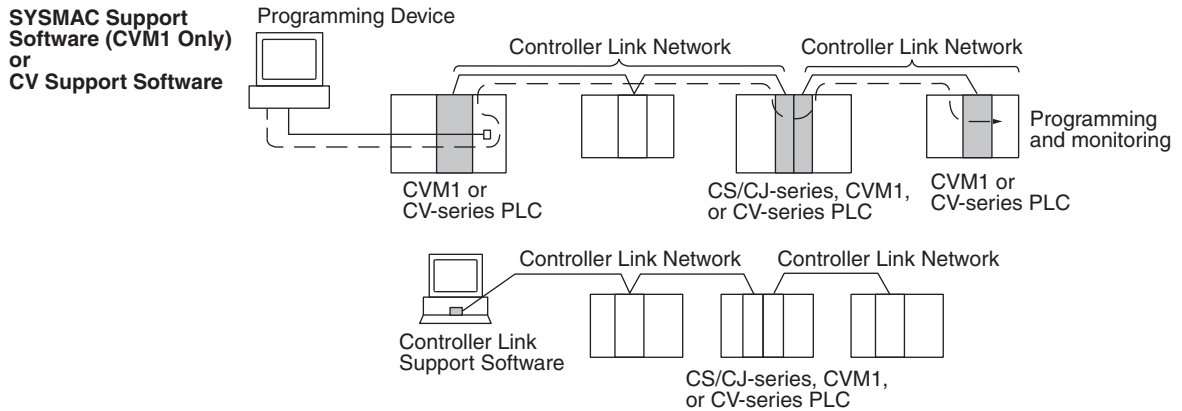 SYSMAC Support
Software (CVM1 Only)
or
CV Support Software
Programming Device
Controller Link Network
Controller Link Network
Programming
and monitoring
CVM1 or
CV-series PLC
CS/CJ-series, CVM1,
or CV-series PLC
CVM1 or
CV-series PLC
Controller Link Network
Controller Link Network
Controller Link
Support Software
CS/CJ-series, CVM1,
or CV-series PLC